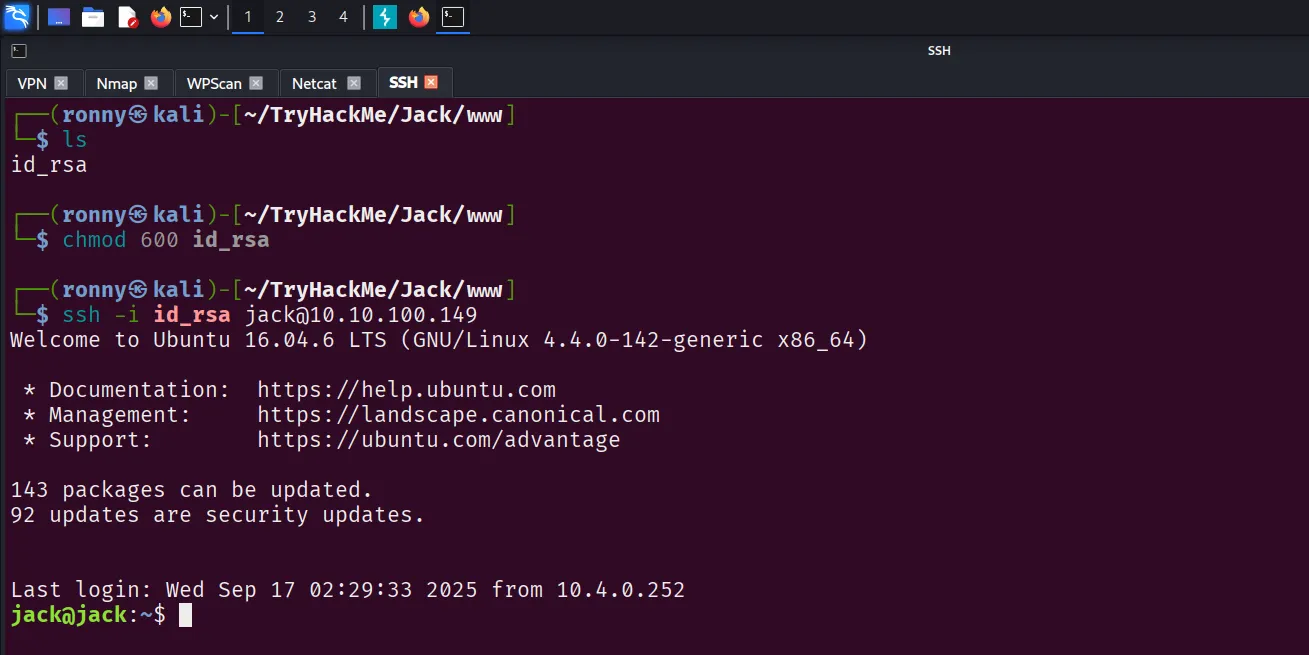 1 2 3 4
SSH
VPN Nmap WPScan Netcat SSH
┌──(ronny㉿kali)-[~/TryHackMe/Jack/www]
└─$ ls
id_rsa
┌──(ronny㉿kali)-[~/TryHackMe/Jack/www]
└─$ chmod 600 id_rsa
┌──(ronny㉿kali)-[~/TryHackMe/Jack/www]
└─$ ssh -i id_rsa jack@10.10.100.149
Welcome to Ubuntu 16.04.6 LTS (GNU/Linux 4.4.0-142-generic x86_64)
* Documentation:  https://help.ubuntu.com
* Management:     https://landscape.canonical.com
* Support:        https://ubuntu.com/advantage
143 packages can be updated.
92 updates are security updates.
Last login: Wed Sep 17 02:29:33 2025 from 10.4.0.252
jack@jack:~$